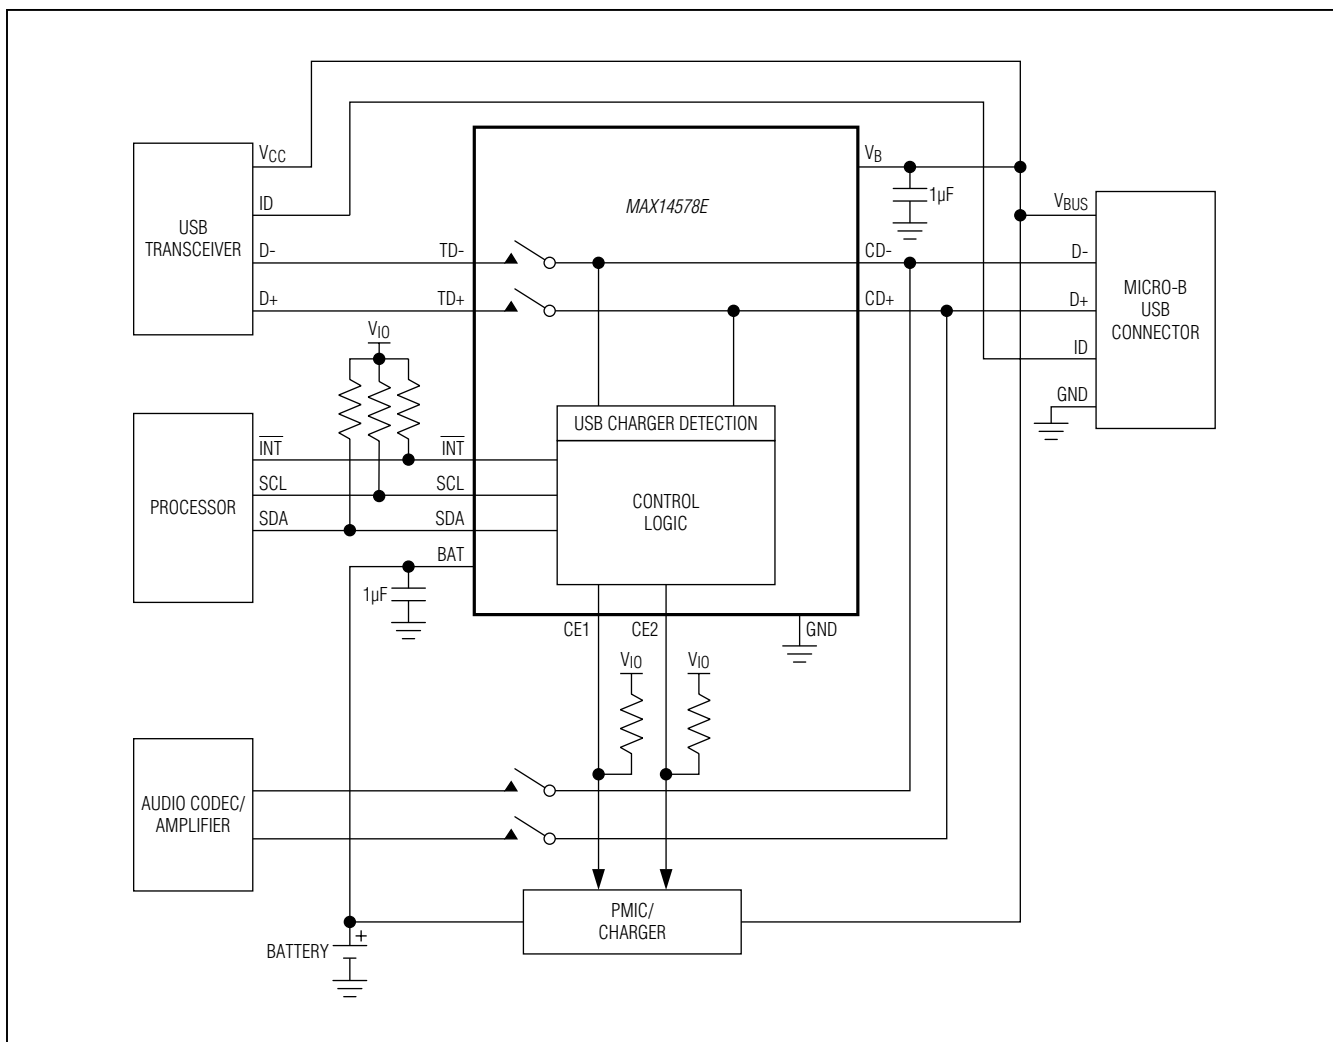 VCC
VB
MAX14578E
1µF
ID
VBUS
USB
TRANSCEIVER
D-
TD-
CD-
D-
D+
TD+
CD+
D+
MICRO-B
USB
CONNECTOR
VIO
ID
GND
USB CHARGER DETECTION
INT
INT
SCL
SCL
CONTROL
LOGIC
PROCESSOR
SDA
SDA
BAT
1µF
CE1
CE2
GND
VIO
VIO
AUDIO CODEC/
AMPLIFIER
PMIC/
CHARGER
+
BATTERY